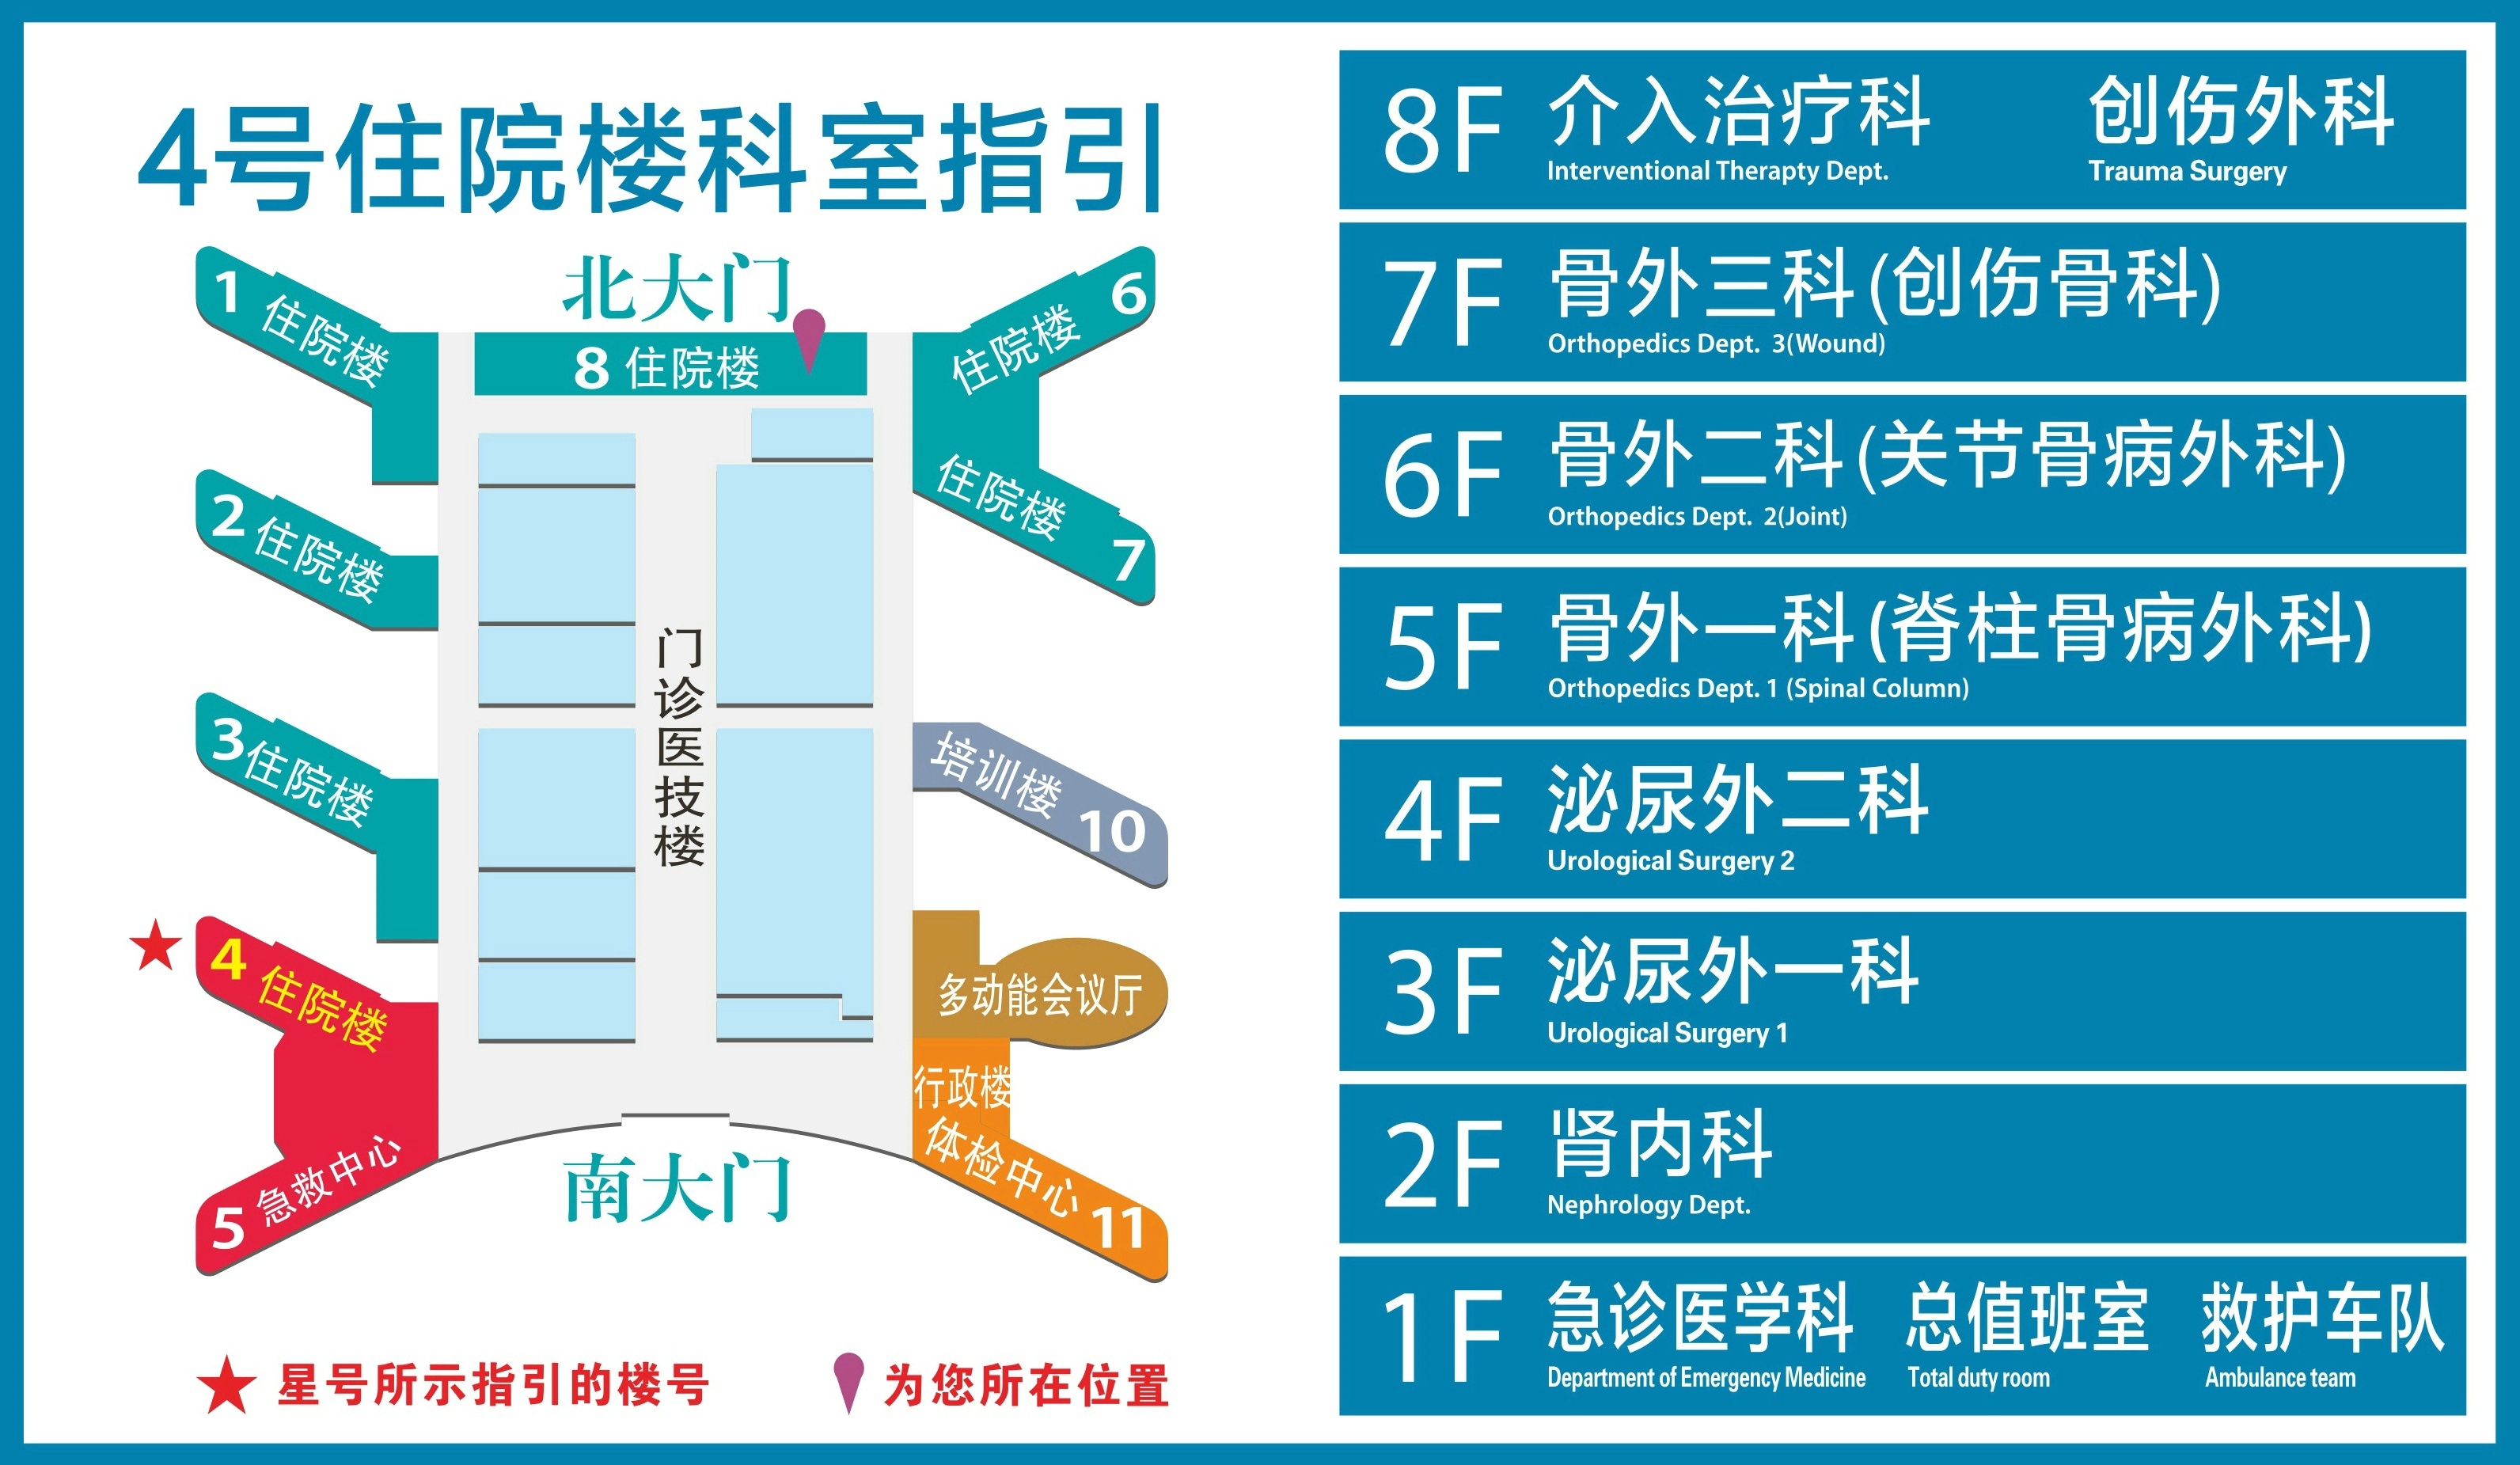 4号住院楼科室指引
北大门
1 住院楼
6 住院楼
8 住院楼
2 住院楼
住院楼 7
3 住院楼
门诊医技楼
培训楼 10
4 住院楼
多动能会议厅
行政楼
5 急救中心
体检中心 11
南大门
星号所示指引的楼号
为您所在位置
8F 介入治疗科 创伤外科
Interventional Therapty Dept. Trauma Surgery
7F 骨外三科(创伤骨科)
Orthopedics Dept. 3(Wound)
6F 骨外二科(关节骨病外科)
Orthopedics Dept. 2(Joint)
5F 骨外一科(脊柱骨病外科)
Orthopedics Dept. 1 (Spinal Column)
4F 泌尿外二科
Urological Surgery 2
3F 泌尿外一科
Urological Surgery 1
2F 肾内科
Nephrology Dept.
1F 急诊医学科 总值班室 救护车队
Department of Emergency Medicine Total duty room Ambulance team